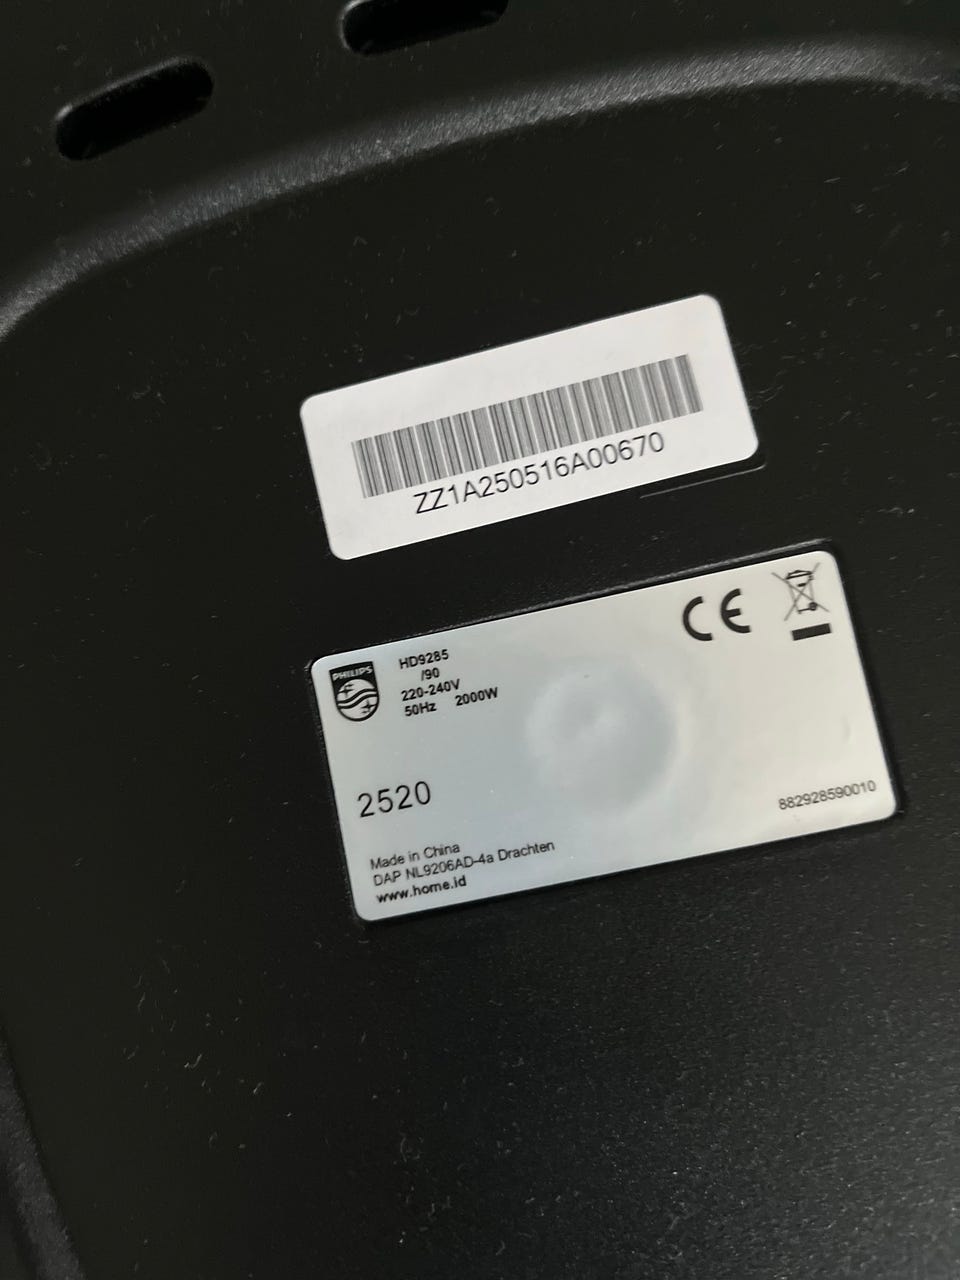 ZZ1A250516A00670
PHILIPS
HD9285
/90
220-240V
50Hz 2000W
CE
2520
882928590010
Made in China
DAP NL9206AD-4a Drachten
www.home.id